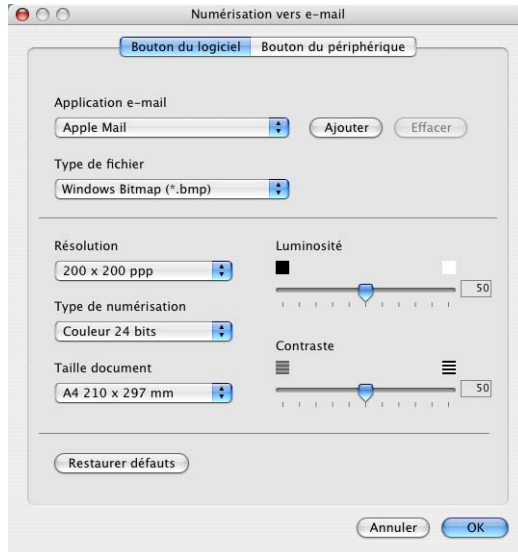 Numérisation vers e-mail
Bouton du logiciel Bouton du périphérique
Application e-mail
Apple Mail Ajouter Effacer
Type de fichier
Windows Bitmap (*.bmp)
Résolution Luminosité
200 x 200 ppp 50
Type de numérisation
Couleur 24 bits
Contraste
Taille document
A4 210 x 297 mm 50
Restaurer défauts
Annuler OK